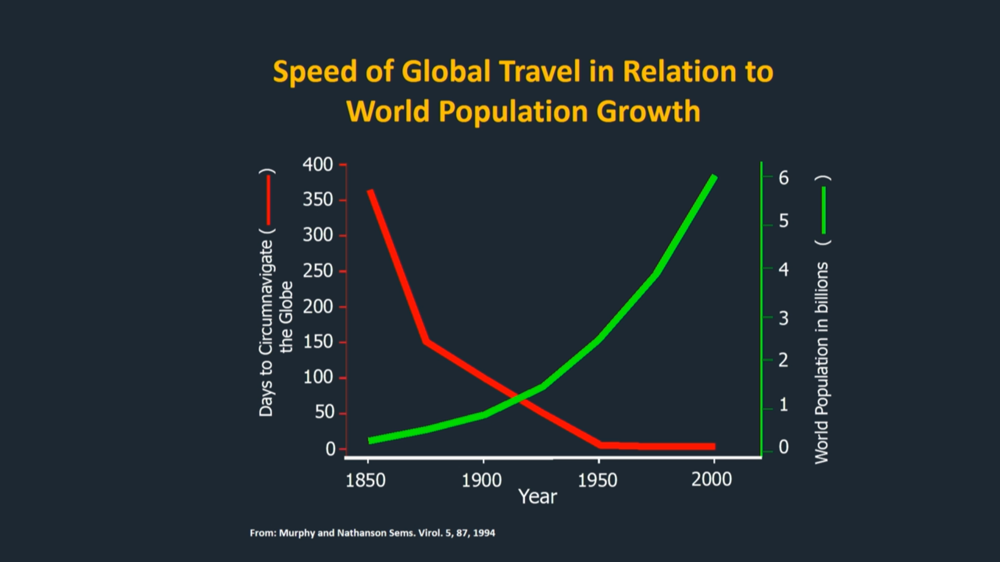 Speed of Global Travel in Relation to
World Population Growth
Days to Circumnavigate ( )
the Globe
400
350
300
250
200
150
100
50
0
6
5
4
3
2
1
0
World Population in billions ( )
1850 1900 1950 2000
Year
From: Murphy and Nathanson Sems. Virol. 5, 87, 1994